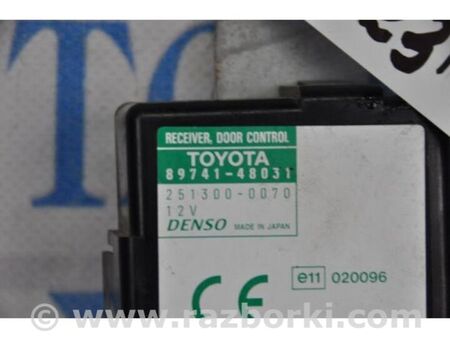 RECEIVER, DOOR CONTROL
TOYOTA
89741-48031
251300-0070
12V
DENSO MADE IN JAPAN
CE
e11 020096
© www.razborki.com